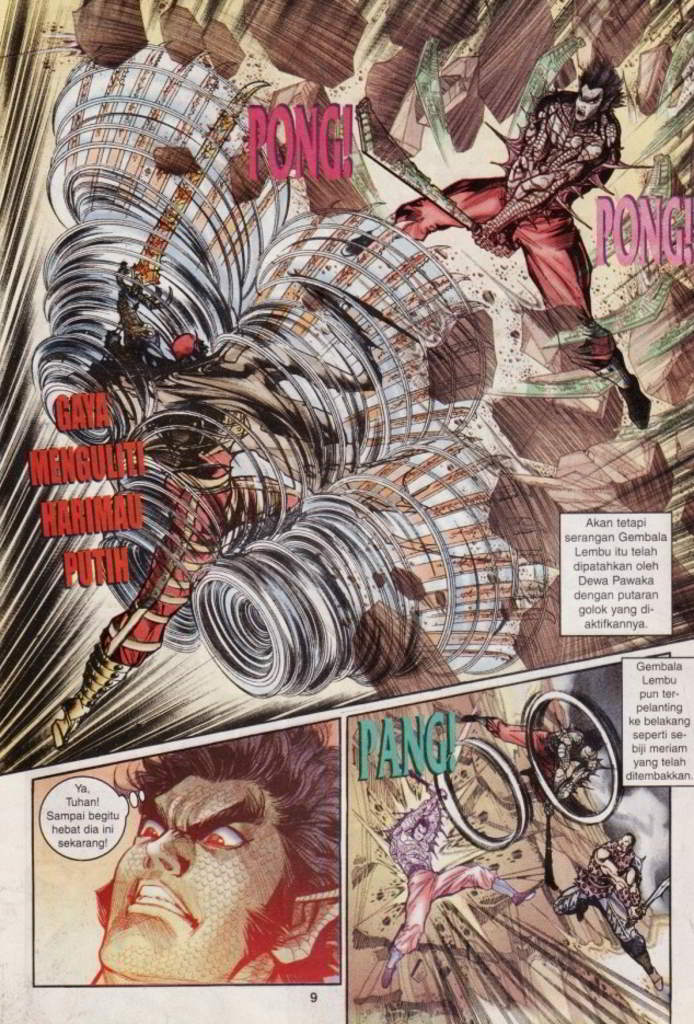 PONG!
PONG!
GAYA
MENGULITI
HARIMAU
PUTIH
Akan tetapi
serangan Gembala
Lembu itu telah
dipatahkan oleh
Dewa Pawaka
dengan putaran
golok yang di-
aktifkannya.
Gembala
Lembu
pun ter-
pelanting
ke belakang
seperti se-
biji meriam
yang telah
ditembakkan.
PANG!
Ya,
Tuhan!
Sampai begitu
hebat dia ini
sekarang!
9